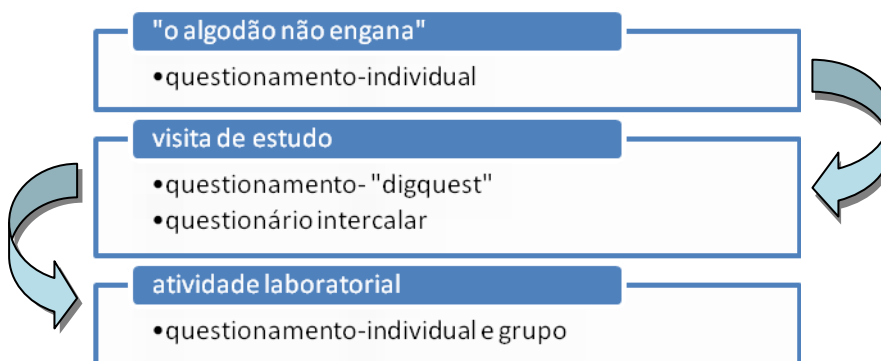 "o algodão não engana"
•questionamento-individual
visita de estudo
•questionamento- "digquest"
•questionário intercalar
atividade laboratorial
•questionamento-individual e grupo